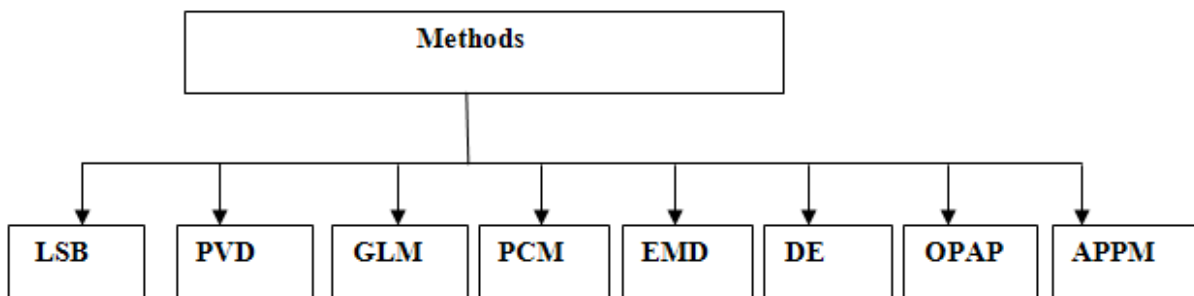 Methods
LSB
PVD
GLM
PCM
EMD
DE
OPAP
APPM